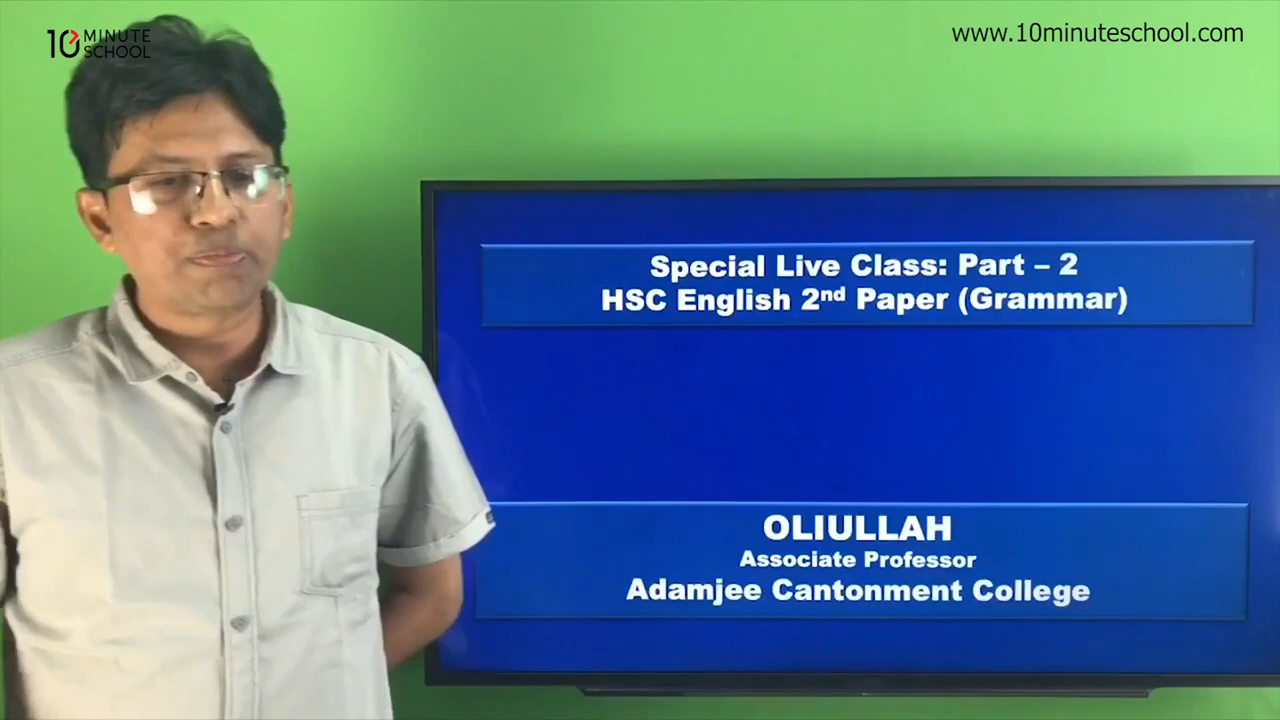 10 MINUTE SCHOOL
www.10minuteschool.com
Special Live Class: Part – 2
HSC English 2nd Paper (Grammar)
OLIULLAH
Associate Professor
Adamjee Cantonment College